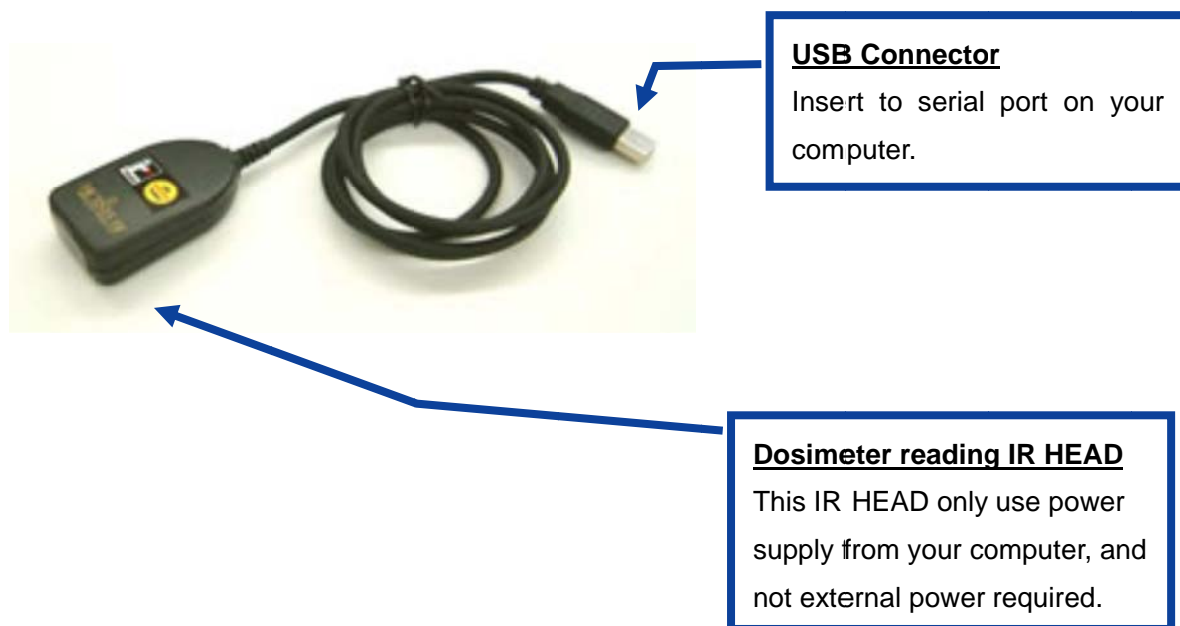 USB Connector
Insert to serial port on your
computer.
Dosimeter reading IR HEAD
This IR HEAD only use power
supply from your computer, and
not external power required.